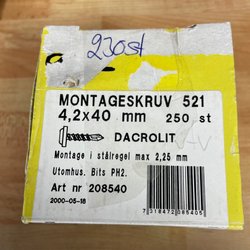 230st
MONTAGESKRUV 521
4,2x40 mm 250 st
DACROLIT
Montage i stålregel max 2,25 mm
Utomhus. Bits PH2.
Art nr 208540
2000-05-18
7318472085405